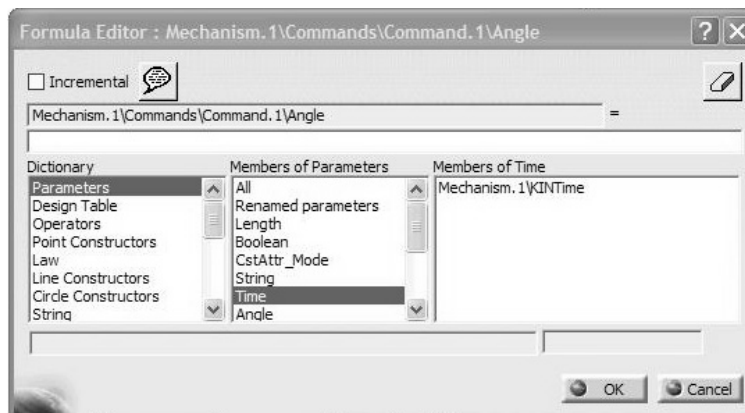 Formula Editor : Mechanism.1\Commands\Command.1\Angle
Incremental
Mechanism.1\Commands\Command.1\Angle =
Dictionary
Parameters
Design Table
Operators
Point Constructors
Law
Line Constructors
Circle Constructors
String
Members of Parameters
All
Renamed parameters
Length
Boolean
CstAttr_Mode
String
Time
Angle
Members of Time
Mechanism.1\KINTime
OK
Cancel